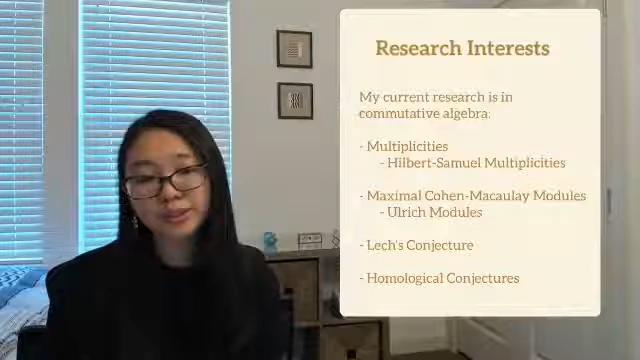 Research Interests
My current research is in
commutative algebra:
- Multiplicities
- Hilbert-Samuel Multiplicities
- Maximal Cohen-Macaulay Modules
- Ulrich Modules
- Lech's Conjecture
- Homological Conjectures